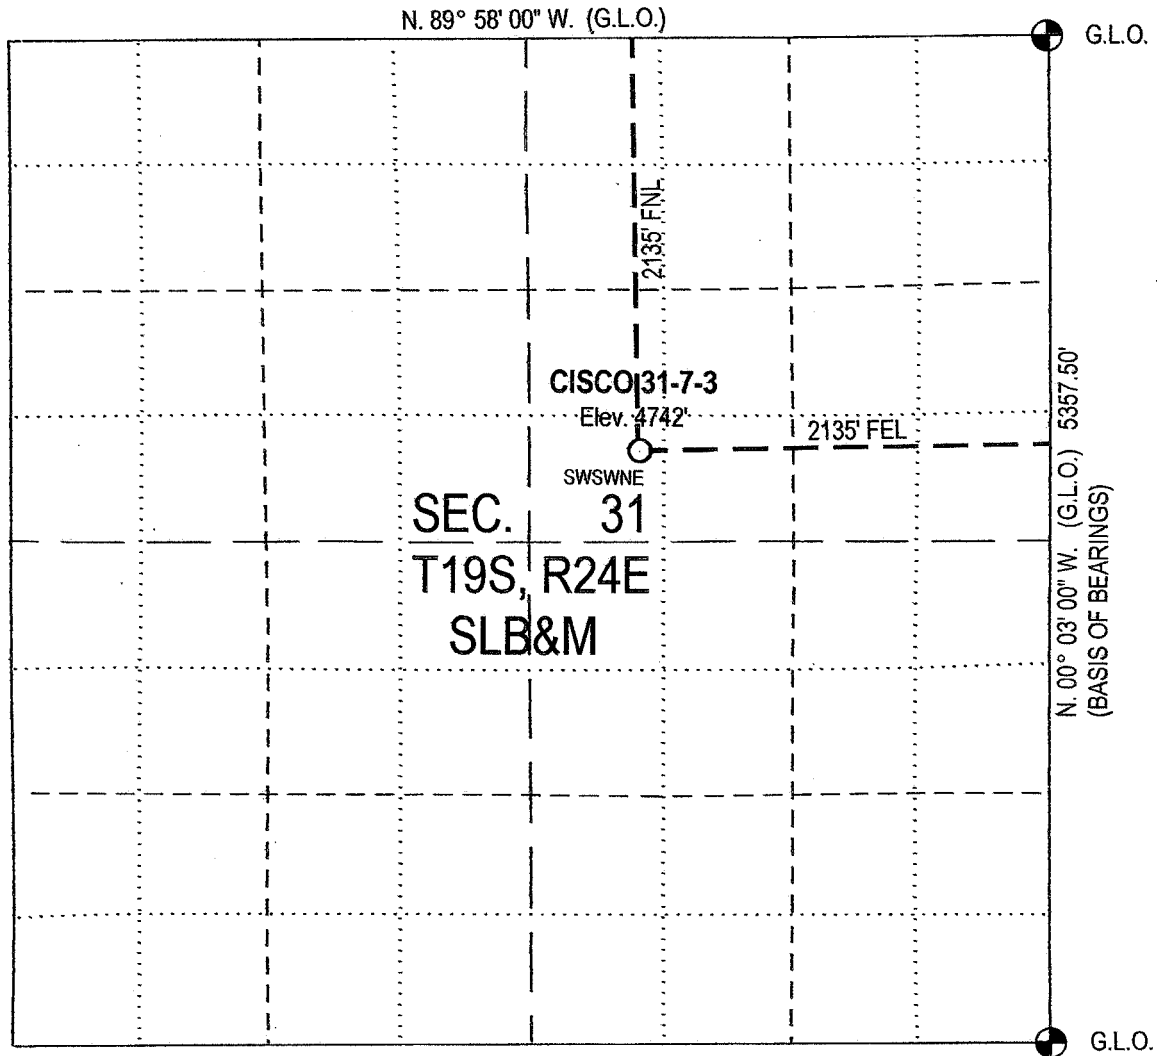 N. 89° 58' 00" W. (G.L.O.)
G.L.O.
2135' FNL
CISCO 31-7-3
Elev. 4742'
2135' FEL
SWSWNE
SEC. 31
T19S, R24E
SLB&M
N. 00° 03' 00" W. (G.L.O.) 5357.50'
(BASIS OF BEARINGS)
G.L.O.